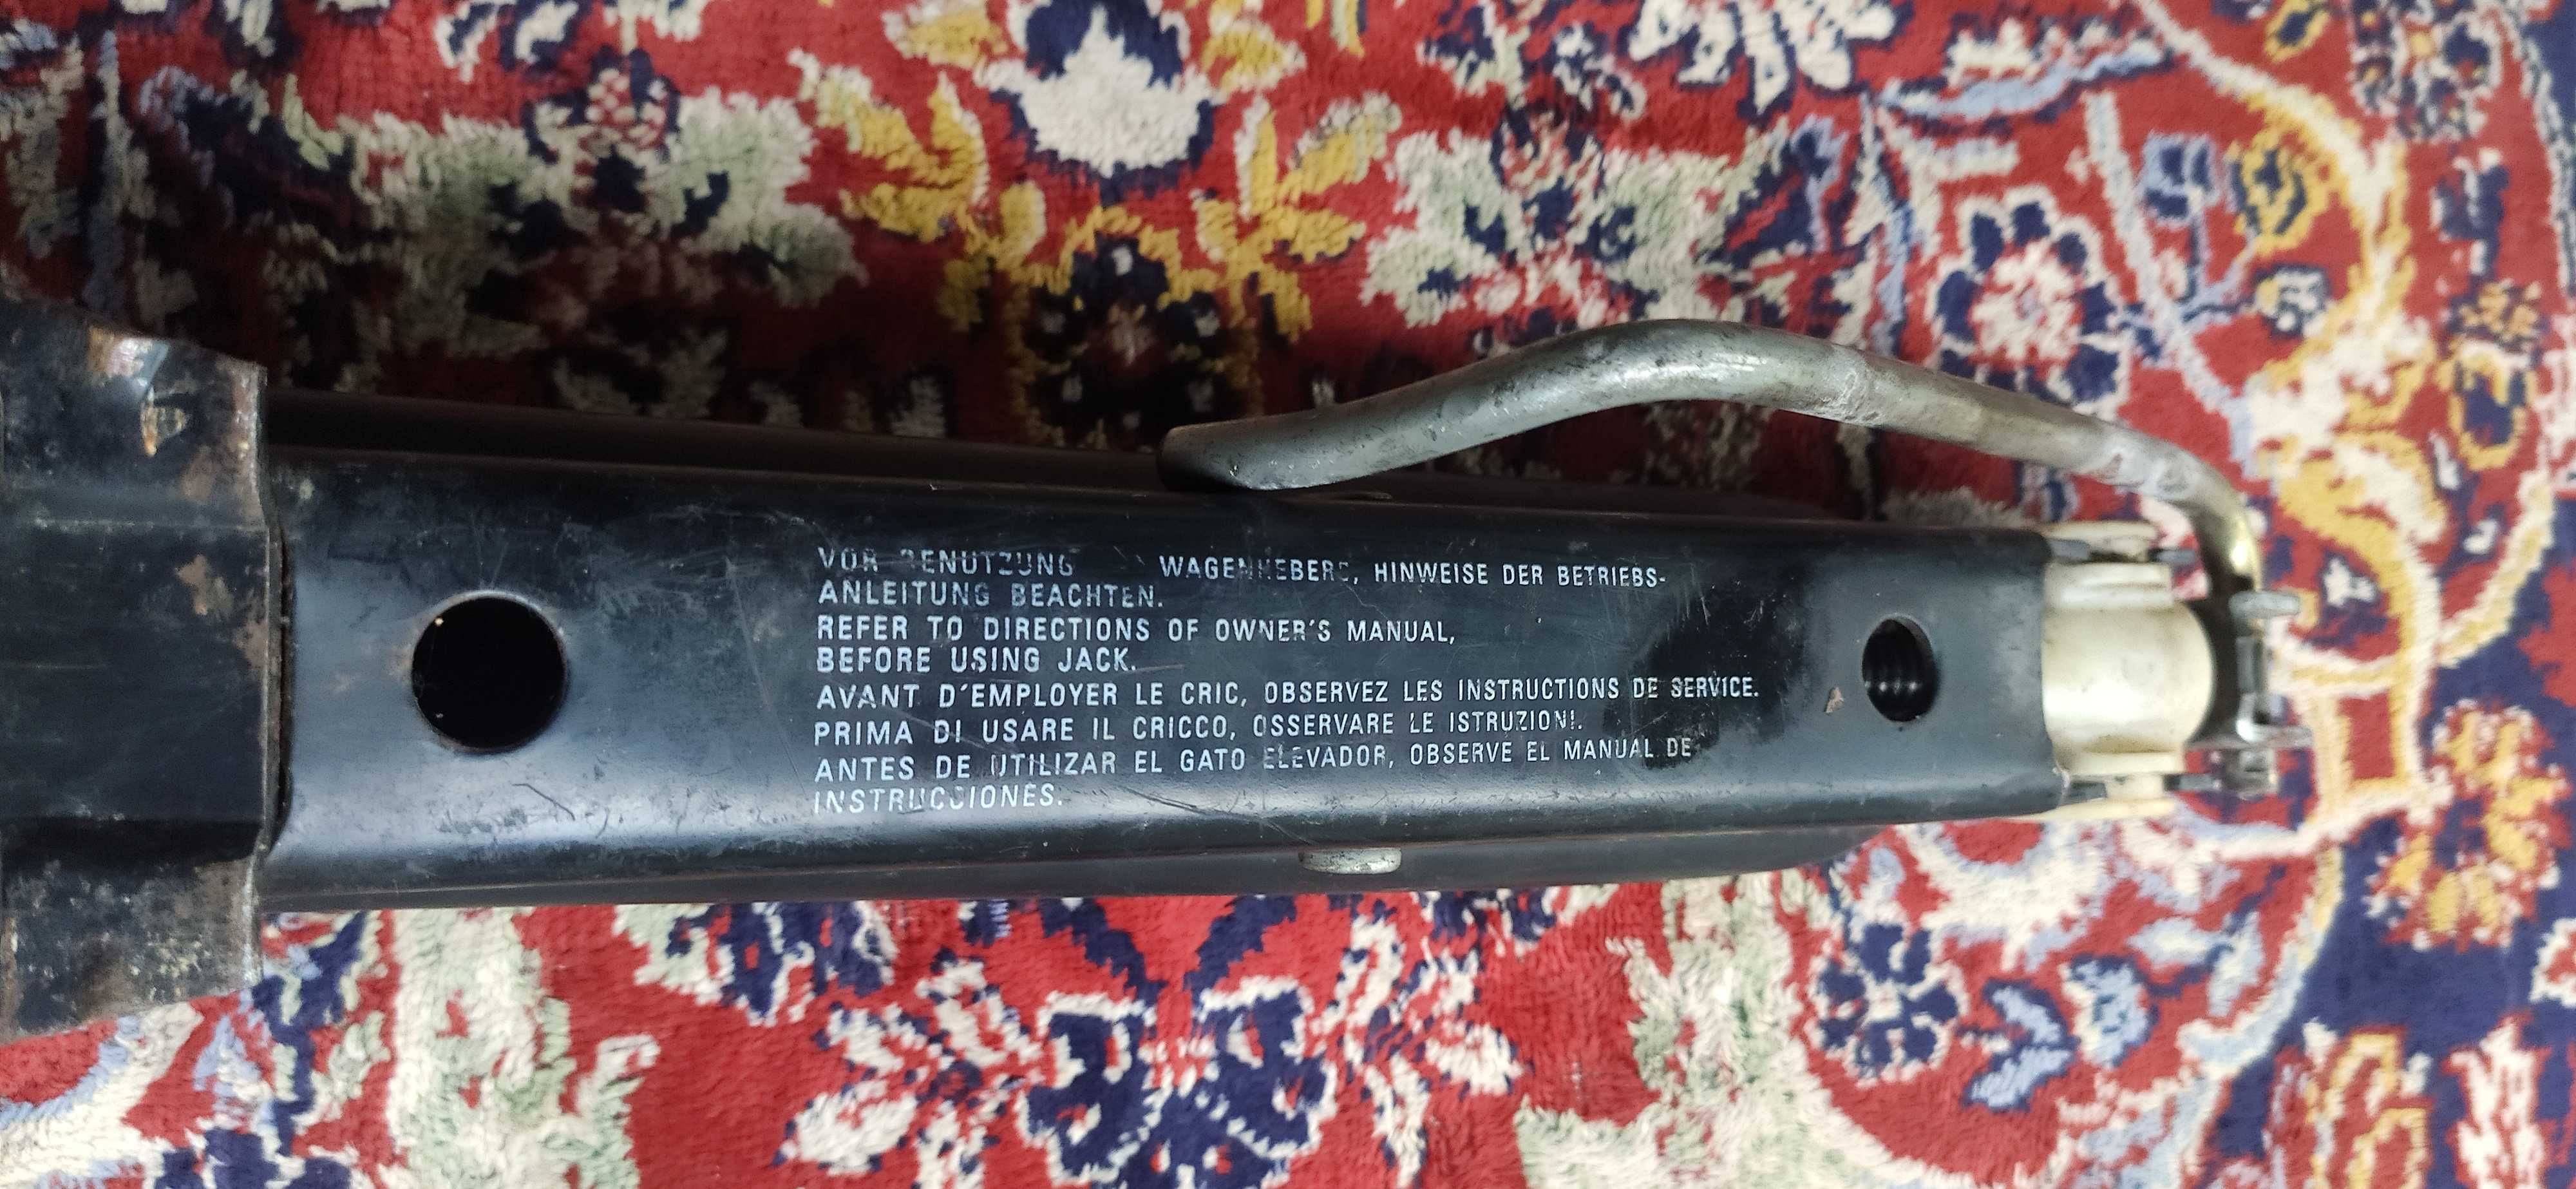 VOR BENUTZUNG WAGENHEBERS, HINWEISE DER BETRIEBS-
ANLEITUNG BEACHTEN.
REFER TO DIRECTIONS OF OWNER'S MANUAL,
BEFORE USING JACK.
AVANT D'EMPLOYER LE CRIC, OBSERVEZ LES INSTRUCTIONS DE SERVICE.
PRIMA DI USARE IL CRICCO, OSSERVARE LE ISTRUZIONI.
ANTES DE UTILIZAR EL GATO ELEVADOR, OBSERVE EL MANUAL DE
INSTRUCCIONES.